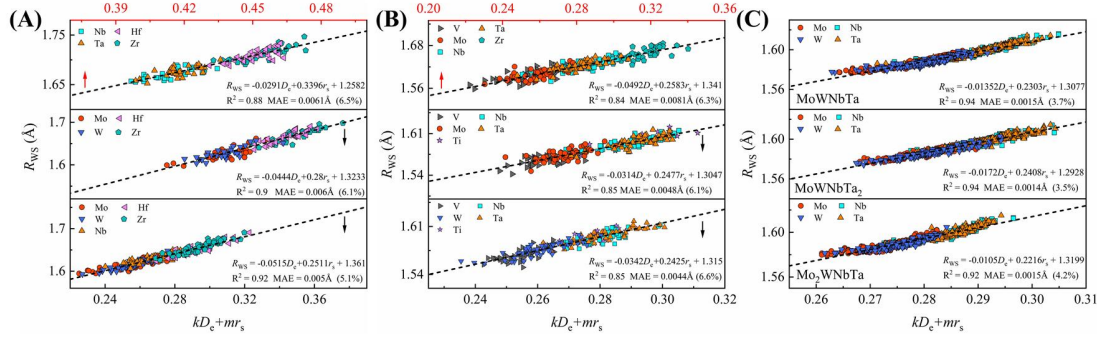 (A)
0.39 0.42 0.45 0.48
Nb Hf
Ta Zr
1.75
1.65
R_WS = -0.0291D_e+0.3396r_s + 1.2582
R² = 0.88 MAE = 0.0061Å (6.5%)
Mo Hf
W Zr
1.7
1.6
R_WS (Å)
R_WS = -0.0444D_e+0.28r_s + 1.3233
R² = 0.9 MAE = 0.006Å (6.1%)
Mo Hf
W Zr
Nb
1.7
1.6
R_WS = -0.0515D_e+0.2511r_s + 1.361
R² = 0.92 MAE = 0.005Å (5.1%)
0.24 0.28 0.32 0.36
kD_e+mr_s
(B)
0.20 0.24 0.28 0.32 0.36
V Ta
Mo Zr
Nb
1.68
1.60
R_WS = -0.0492D_e+0.2583r_s + 1.341
R² = 0.84 MAE = 0.0081Å (6.3%)
V Nb
Mo Ta
Ti
1.61
1.54
R_WS (Å)
R_WS = -0.0314D_e+0.2477r_s + 1.3047
R² = 0.85 MAE = 0.0048Å (6.1%)
V Nb
W Ta
Ti
1.61
1.54
R_WS = -0.0342D_e+0.2425r_s + 1.315
R² = 0.85 MAE = 0.0044Å (6.6%)
0.24 0.26 0.28 0.30 0.32
kD_e+mr_s
(C)
Mo Nb
W Ta
1.60
1.56
MoWNbTa
R_WS = -0.01352D_e+0.2303r_s + 1.3077
R² = 0.94 MAE = 0.0015Å (3.7%)
Mo Nb
W Ta
1.60
1.56
R_WS (Å)
MoWNbTa₂
R_WS = -0.0172D_e + 0.2408r_s + 1.2928
R² = 0.94 MAE = 0.0014Å (3.5%)
Mo Nb
W Ta
1.60
1.56
Mo₂WNbTa
R_WS = -0.0105D_e+0.2216r_s + 1.3199
R² = 0.92 MAE = 0.0015Å (4.2%)
0.26 0.27 0.28 0.29 0.30 0.31
kD_e+mr_s